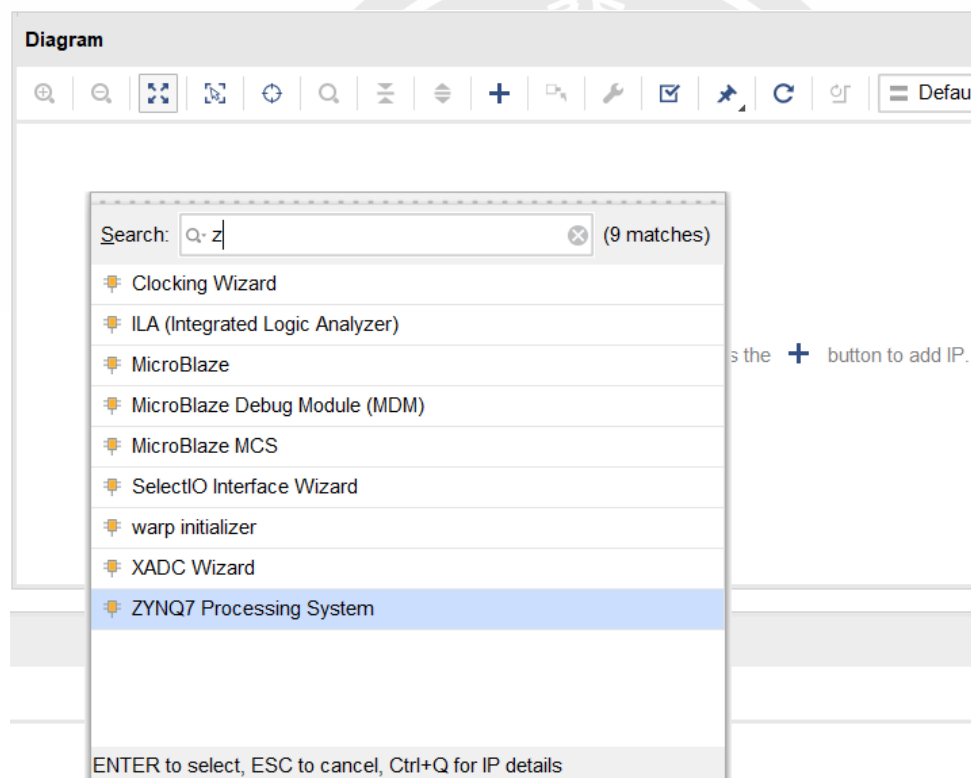 Diagram
Defau
Search: z (9 matches)
Clocking Wizard
ILA (Integrated Logic Analyzer)
MicroBlaze
s the + button to add IP.
MicroBlaze Debug Module (MDM)
MicroBlaze MCS
SelectIO Interface Wizard
warp initializer
XADC Wizard
ZYNQ7 Processing System
ENTER to select, ESC to cancel, Ctrl+Q for IP details